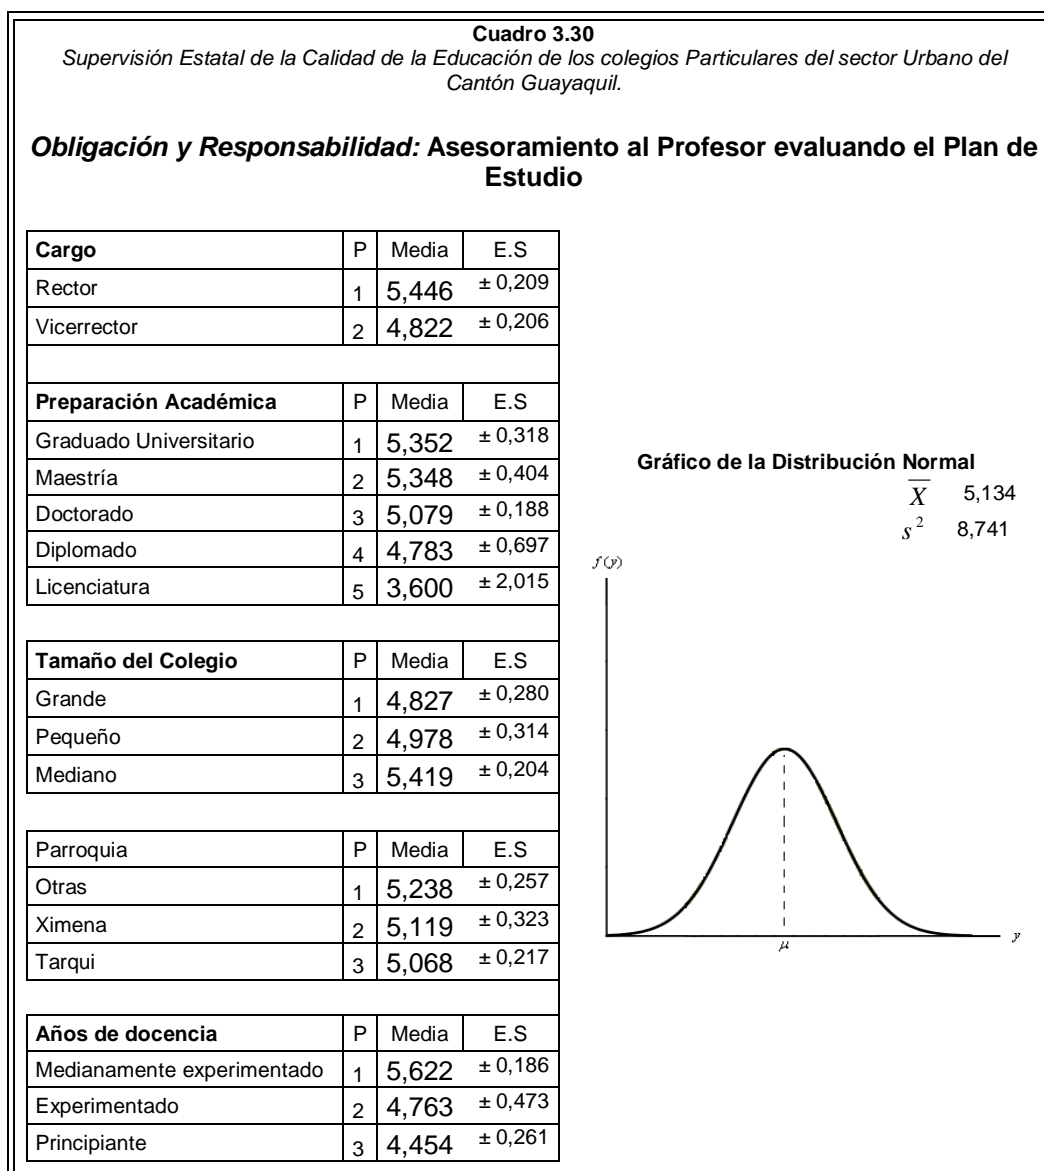 Cuadro 3.30
Supervisión Estatal de la Calidad de la Educación de los colegios Particulares del sector Urbano del
Cantón Guayaquil.
Obligación y Responsabilidad: Asesoramiento al Profesor evaluando el Plan de
Estudio
Cargo P Media E.S
Rector 1 5,446 ± 0,209
Vicerrector 2 4,822 ± 0,206
Preparación Académica P Media E.S
Graduado Universitario 1 5,352 ± 0,318
Maestría 2 5,348 ± 0,404
Doctorado 3 5,079 ± 0,188
Diplomado 4 4,783 ± 0,697
Licenciatura 5 3,600 ± 2,015
Tamaño del Colegio P Media E.S
Grande 1 4,827 ± 0,280
Pequeño 2 4,978 ± 0,314
Mediano 3 5,419 ± 0,204
Parroquia P Media E.S
Otras 1 5,238 ± 0,257
Ximena 2 5,119 ± 0,323
Tarqui 3 5,068 ± 0,217
Años de docencia P Media E.S
Medianamente experimentado 1 5,622 ± 0,186
Experimentado 2 4,763 ± 0,473
Principiante 3 4,454 ± 0,261
Gráfico de la Distribución Normal
X̅ 5,134
s² 8,741
f(y)
μ
y